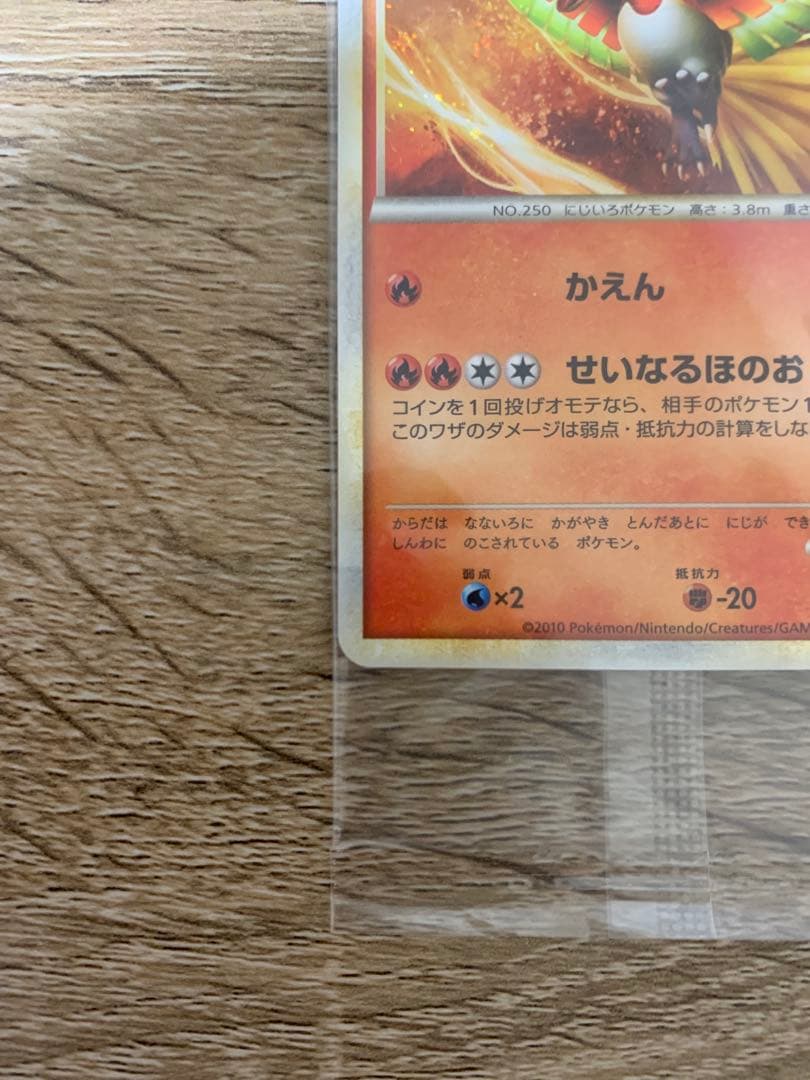 NO.250 にじいろポケモン 高さ:3.8m 重さ
かえん
せいなるほのお
コインを1回投げオモテなら、相手のポケモン1
このワザのダメージは弱点・抵抗力の計算をしな
からだは なないろに かがやき とんだあとに にじが でき
しんわに のこされている ポケモン。
弱点 抵抗力
×2 -20
©2010 Pokémon/Nintendo/Creatures/GAM